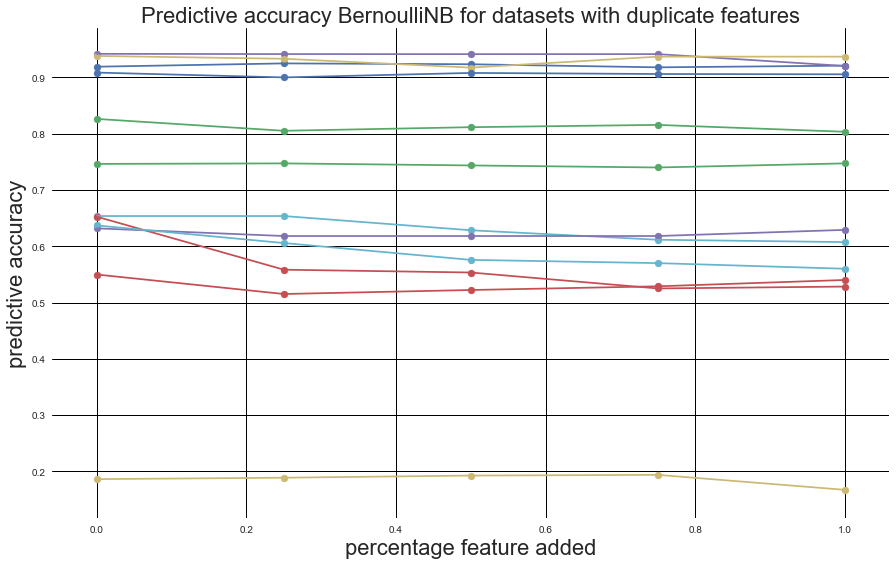 Predictive accuracy BernoulliNB for datasets with duplicate features
predictive accuracy
0.9
0.8
0.7
0.6
0.5
0.4
0.3
0.2
0.0 0.2 0.4 0.6 0.8 1.0
percentage feature added